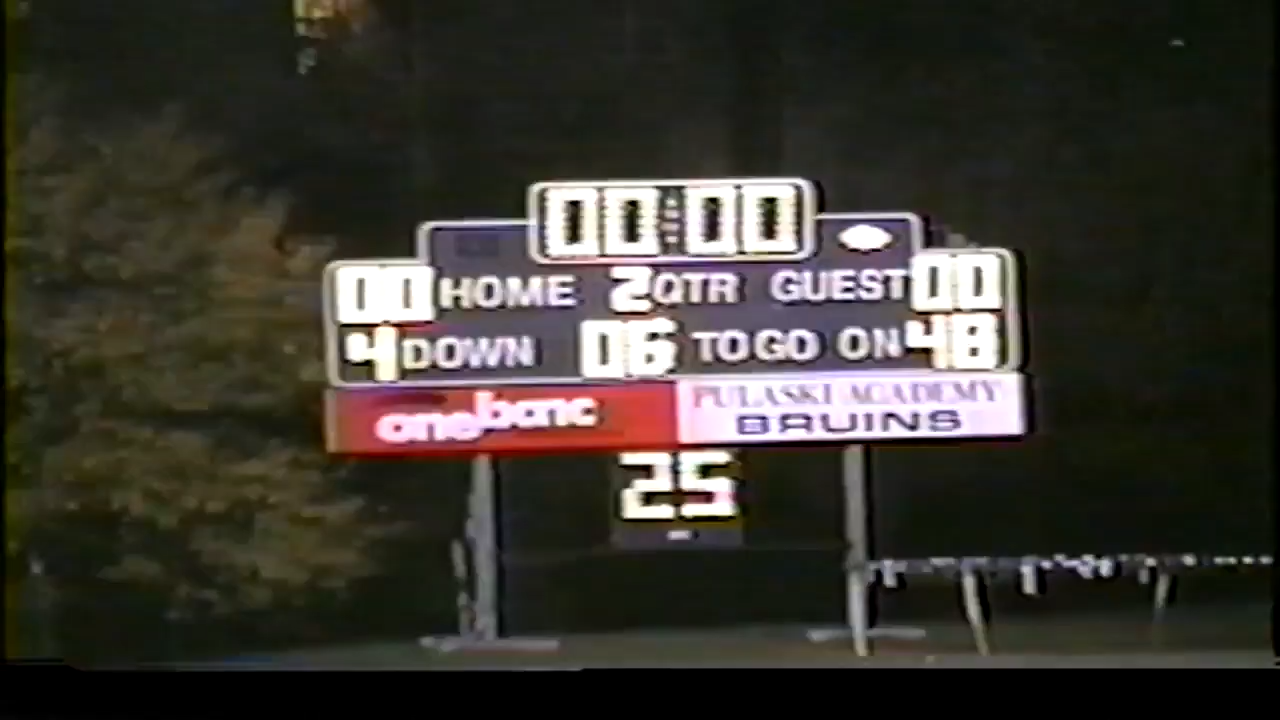 00:00
00 HOME 2 QTR GUEST 00
4 DOWN 06 TO GO ON 48
onebanc
PULASKI ACADEMY
BRUINS
25